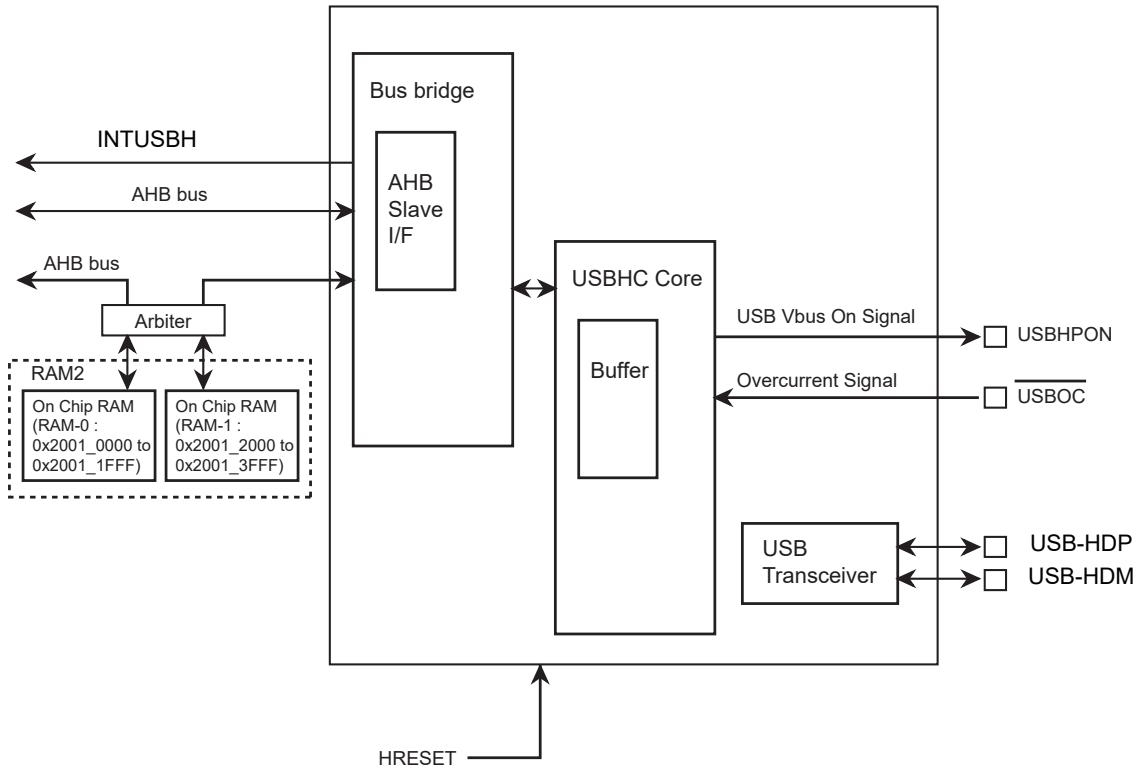 Bus bridge
INTUSBH
AHB
Slave
I/F
AHB bus
AHB bus
Arbiter
RAM2
On Chip RAM
(RAM-0 :
0x2001_0000 to
0x2001_1FFF)
On Chip RAM
(RAM-1 :
0x2001_2000 to
0x2001_3FFF)
USBHC Core
Buffer
USB Vbus On Signal
USBHPON
Overcurrent Signal
USBOC
USB
Transceiver
USB-HDP
USB-HDM
HRESET